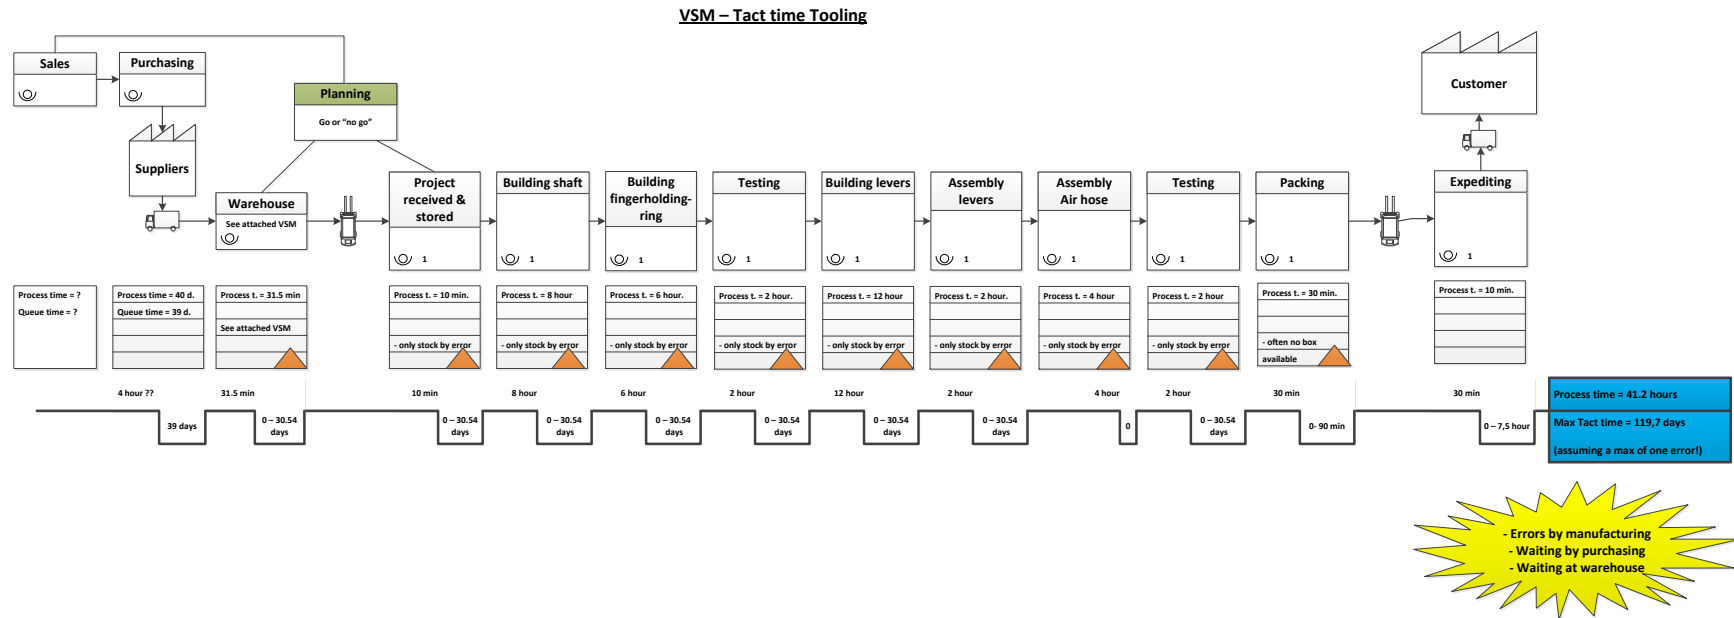 VSM – Tact time Tooling
Sales
Purchasing
Planning
Go or “no go”
Customer
Suppliers
Warehouse
See attached VSM
Project
received &
stored
1
Building shaft
1
Building
fingerholding-
ring
1
Testing
1
Building levers
1
Assembly
levers
1
Assembly
Air hose
1
Testing
1
Packing
1
Expediting
1
Process time = ?
Queue time = ?
Process time = 40 d.
Queue time = 39 d.
Process t. = 31.5 min
See attached VSM
Process t. = 10 min.
- only stock by error
Process t. = 8 hour
- only stock by error
Process t. = 6 hour.
- only stock by error
Process t. = 2 hour.
- only stock by error
Process t. = 12 hour
- only stock by error
Process t. = 2 hour.
- only stock by error
Process t. = 4 hour
- only stock by error
Process t. = 2 hour
- only stock by error
Process t. = 30 min.
- often no box
available
Process t. = 10 min.
4 hour ??
31.5 min
10 min
8 hour
6 hour
2 hour
12 hour
2 hour
4 hour
2 hour
30 min
30 min
39 days
0 – 30.54
days
0 – 30.54
days
0 – 30.54
days
0 – 30.54
days
0 – 30.54
days
0 – 30.54
days
0 – 30.54
days
0
0 – 30.54
days
0- 90 min
0 – 7,5 hour
Process time = 41.2 hours
Max Tact time = 119,7 days
(assuming a max of one error!)
- Errors by manufacturing
- Waiting by purchasing
- Waiting at warehouse